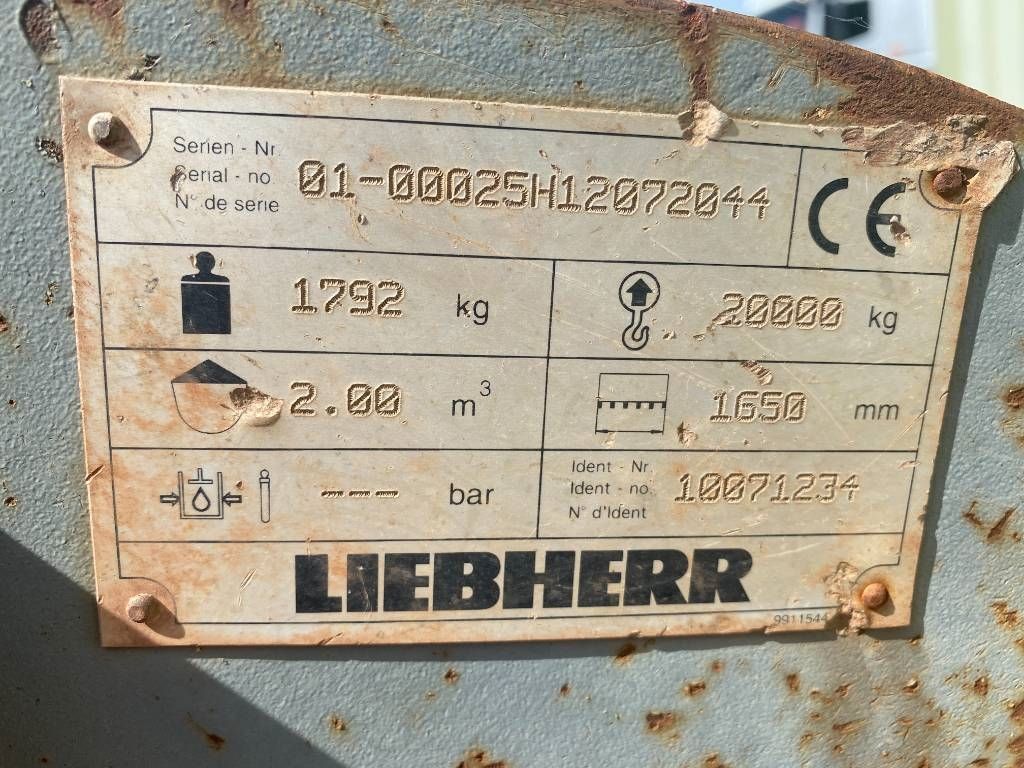 Serien - Nr
Serial - no.
N° de serie
01-00025H12072044
CE
1792 kg
20000 kg
2.00 m³
1650 mm
--- bar
Ident - Nr.
Ident - no.
N° d'Ident
10071234
LIEBHERR
9911544